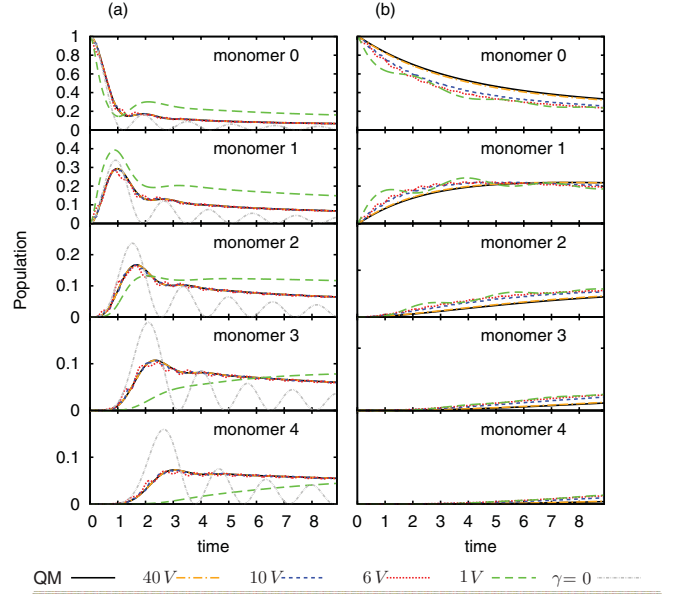 (a) (b)
1
0.8
0.6
0.4
0.2
0
monomer 0 monomer 0
0.4
0.3
0.2
0.1
0
monomer 1 monomer 1
0.2
0.1
0
monomer 2 monomer 2
0.1
0
monomer 3 monomer 3
0.1
0
monomer 4 monomer 4
Population
0 1 2 3 4 5 6 7 8 0 1 2 3 4 5 6 7 8
time time
QM 40 V 10 V 6 V 1 V γ = 0